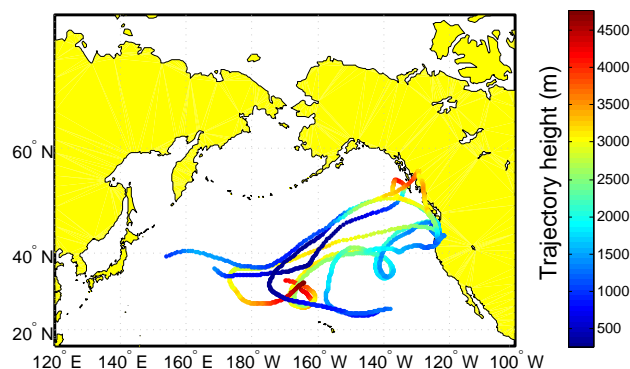 60° N
40° N
20° N
120° E
140° E
160° E
180° W
160° W
140° W
120° W
100° W
4500
4000
3500
3000
2500
2000
1500
1000
500
Trajectory height (m)